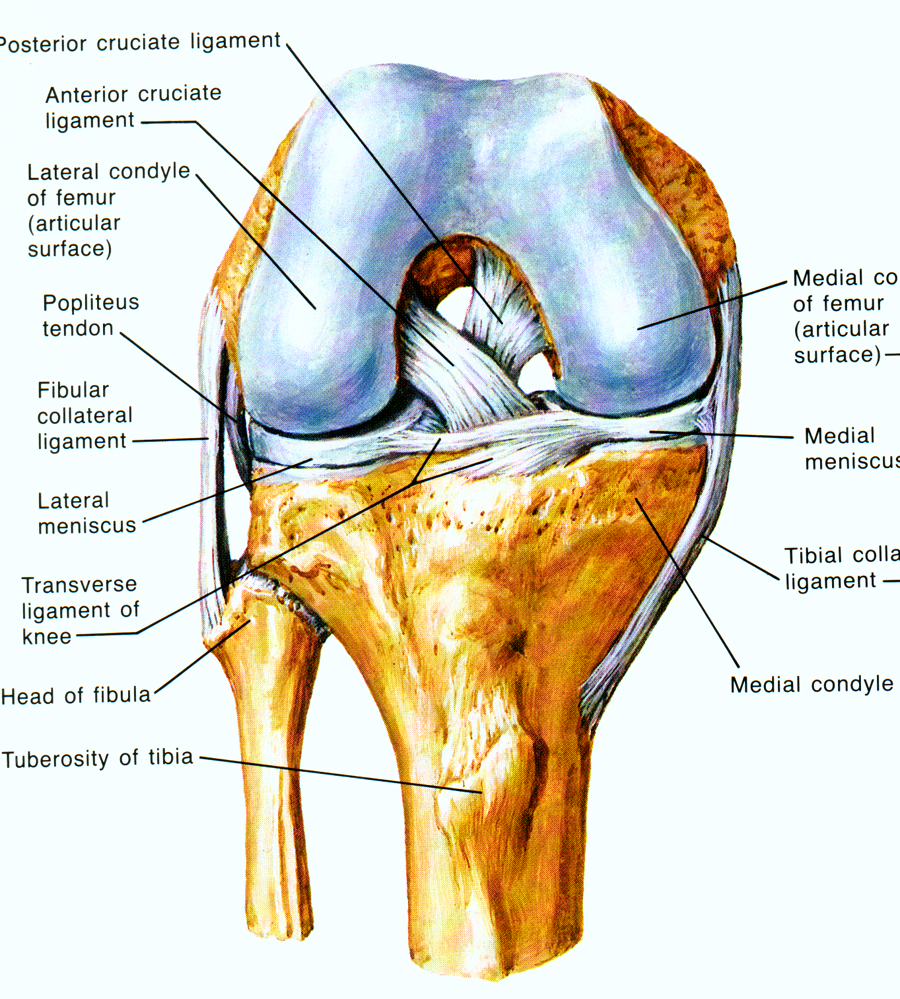 Posterior cruciate ligament
Anterior cruciate
ligament
Lateral condyle
of femur
(articular
surface)
Popliteus
tendon
Fibular
collateral
ligament
Lateral
meniscus
Transverse
ligament of
knee
Head of fibula
Tuberosity of tibia
Medial co
of femur
(articular
surface)
Medial
meniscus
Tibial colla
ligament
Medial condyle